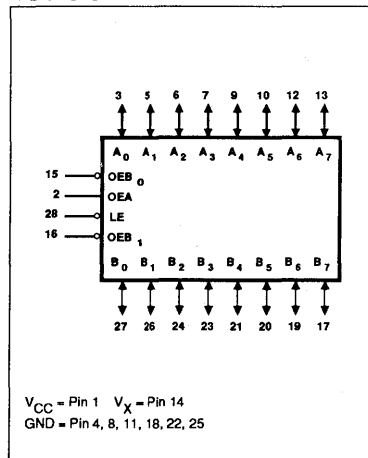 3 5 6 7 9 10 12 13
A0 A1 A2 A3 A4 A5 A6 A7
15 OEB0
2 OEA
28 LE
16 OEB1
B0 B1 B2 B3 B4 B5 B6 B7
27 26 24 23 21 20 19 17
VCC = Pin 1 VX = Pin 14
GND = Pin 4, 8, 11, 18, 22, 25